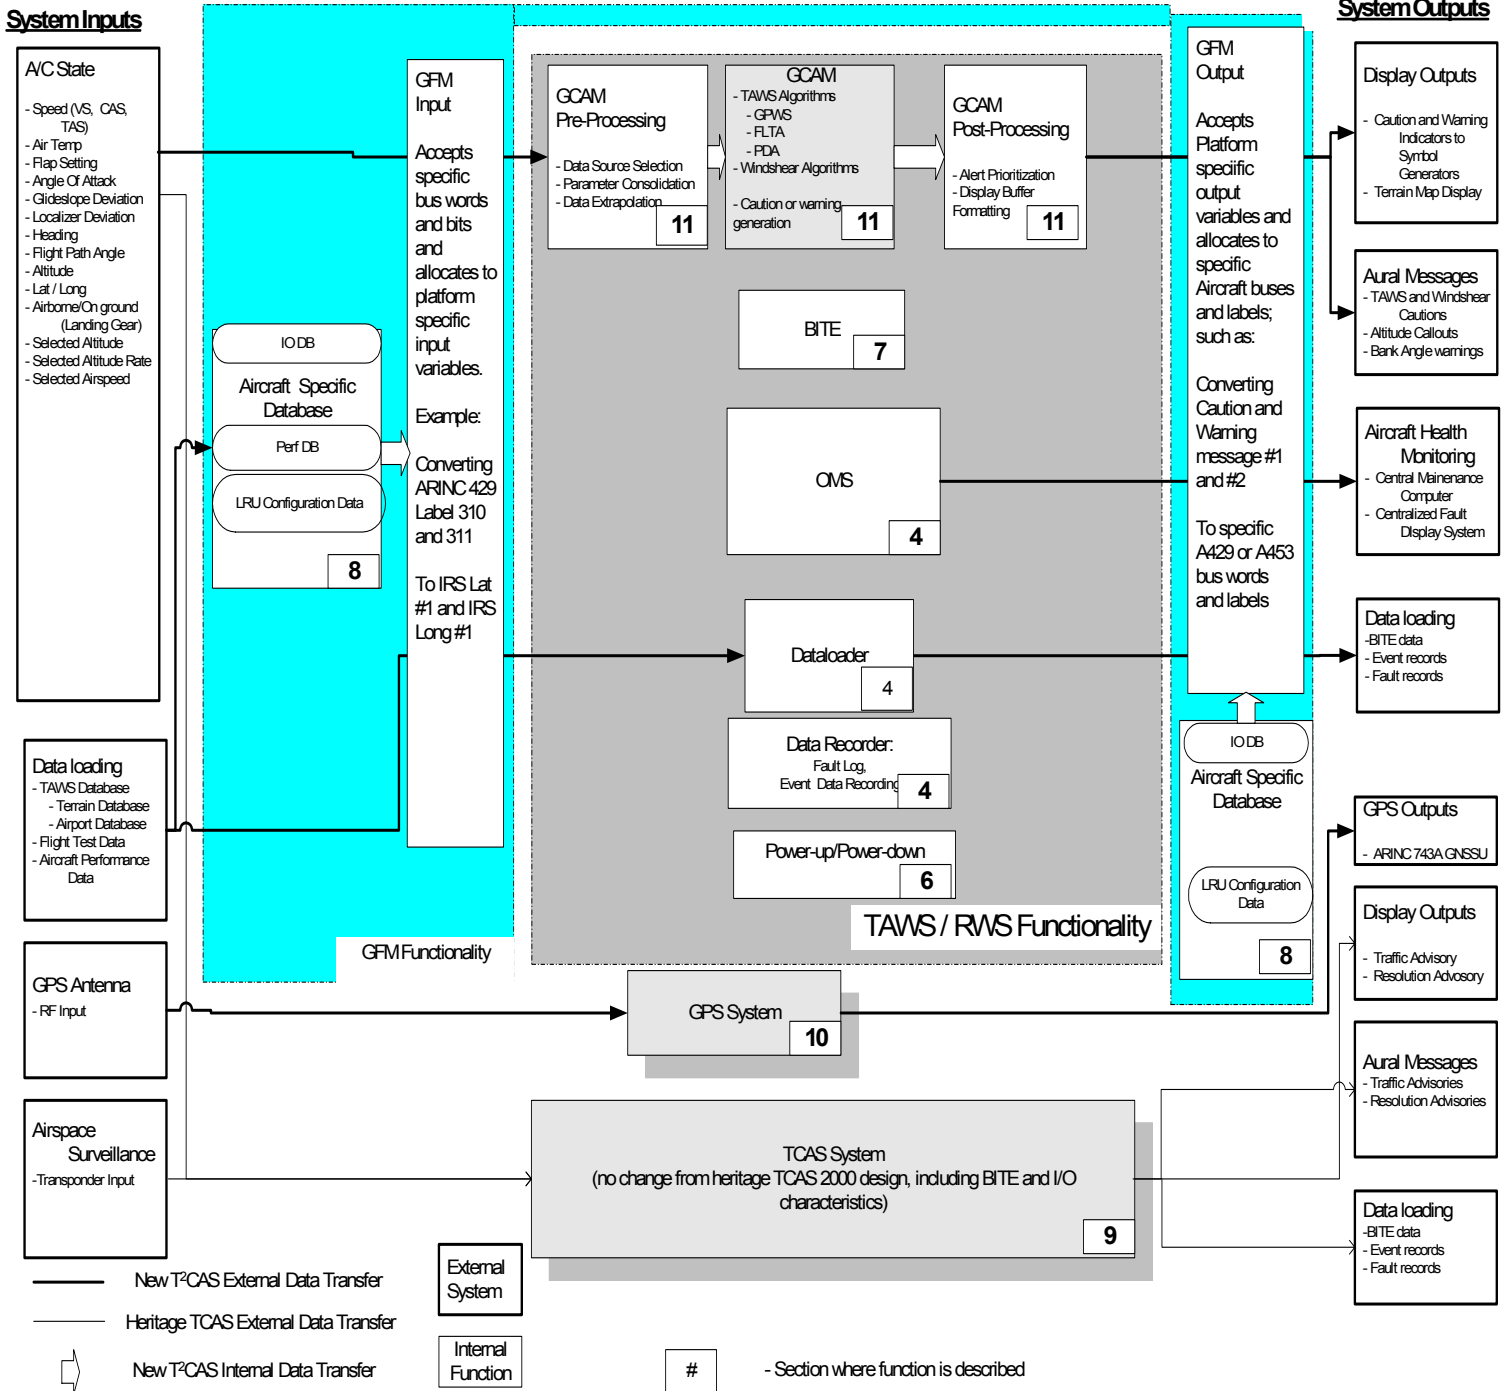 System Inputs
System Outputs
A/C State
- Speed (VS, CAS,
TAS)
- Air Temp
- Flap Setting
- Angle Of Attack
- Glideslope Deviation
- Localizer Deviation
- Heading
- Flight Path Angle
- Altitude
- Lat / Long
- Airborne/On ground
(Landing Gear)
- Selected Altitude
- Selected Altitude Rate
- Selected Airspeed
Data loading
- TAWS Database
- Terrain Database
- Airport Database
- Flight Test Data
- Aircraft Performance
Data
GPS Antenna
- RF Input
Airspace
Surveillance
-Transponder Input
IO DB
Aircraft Specific
Database
Perf DB
LRU Configuration Data
8
GFM
Input
Accepts
specific
bus words
and bits
and
allocates to
platform
specific
input
variables.
Example:
Converting
ARINC 429
Label 310
and 311
To IRS Lat
#1 and IRS
Long #1
GFM Functionality
GCAM
Pre-Processing
- Data Source Selection
- Parameter Consolidation
- Data Extrapolation
11
GCAM
- TAWS Algorithms
- GPWS
- FLTA
- PDA
- Windshear Algorithms
- Caution or warning
generation
11
GCAM
Post-Processing
- Alert Prioritization
- Display Buffer
Formatting
11
BITE
7
OMS
4
Dataloader
4
Data Recorder:
Fault Log,
Event Data Recording
4
Power-up/Power-down
6
TAWS / RWS Functionality
GPS System
10
TCAS System
(no change from heritage TCAS 2000 design, including BITE and I/O
characteristics)
9
GFM
Output
Accepts
Platform
specific
output
variables and
allocates to
specific
Aircraft buses
and labels;
such as:
Converting
Caution and
Warning
message #1
and #2
To specific
A429 or A453
bus words
and labels
IO DB
Aircraft Specific
Database
LRU Configuration
Data
8
Display Outputs
- Caution and Warning
Indicators to
Symbol
Generators
- Terrain Map Display
Aural Messages
- TAWS and Windshear
Cautions
- Altitude Callouts
- Bank Angle warnings
Aircraft Health
Monitoring
- Central Mainenance
Computer
- Centralized Fault
DIsplay System
Data loading
-BITE data
- Event records
- Fault records
GPS Outputs
- ARINC 743A GNSSU
Display Outputs
- Traffic Advisory
- Resolution Advosory
Aural Messages
- Traffic Advisories
- Resolution Advisories
Data loading
-BITE data
- Event records
- Fault records
New T²CAS External Data Transfer
Heritage TCAS External Data Transfer
New T²CAS Internal Data Transfer
External
System
Internal
Function
#
- Section where function is described